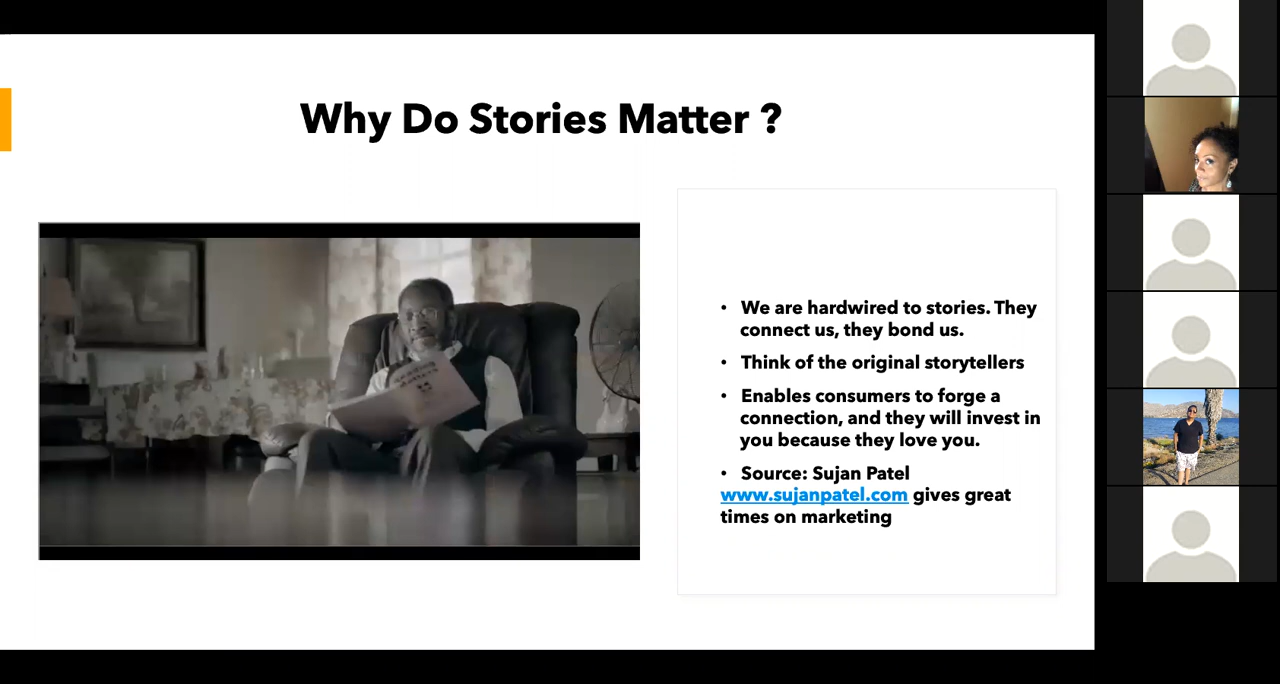 Why Do Stories Matter ?
Reading
Matters
• We are hardwired to stories. They
connect us, they bond us.
• Think of the original storytellers
• Enables consumers to forge a
connection, and they will invest in
you because they love you.
• Source: Sujan Patel
www.sujanpatel.com gives great
times on marketing